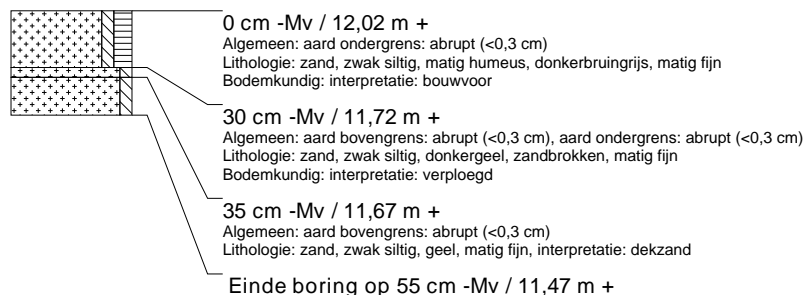 0 cm -Mv / 12,02 m +
Algemeen: aard ondergrens: abrupt (<0,3 cm)
Lithologie: zand, zwak siltig, matig humeus, donkerbruingrijs, matig fijn
Bodemkundig: interpretatie: bouwvoor
30 cm -Mv / 11,72 m +
Algemeen: aard bovengrens: abrupt (<0,3 cm), aard ondergrens: abrupt (<0,3 cm)
Lithologie: zand, zwak siltig, donkergeel, zandbrokken, matig fijn
Bodemkundig: interpretatie: verploegd
35 cm -Mv / 11,67 m +
Algemeen: aard bovengrens: abrupt (<0,3 cm)
Lithologie: zand, zwak siltig, geel, matig fijn, interpretatie: dekzand
Einde boring op 55 cm -Mv / 11,47 m +